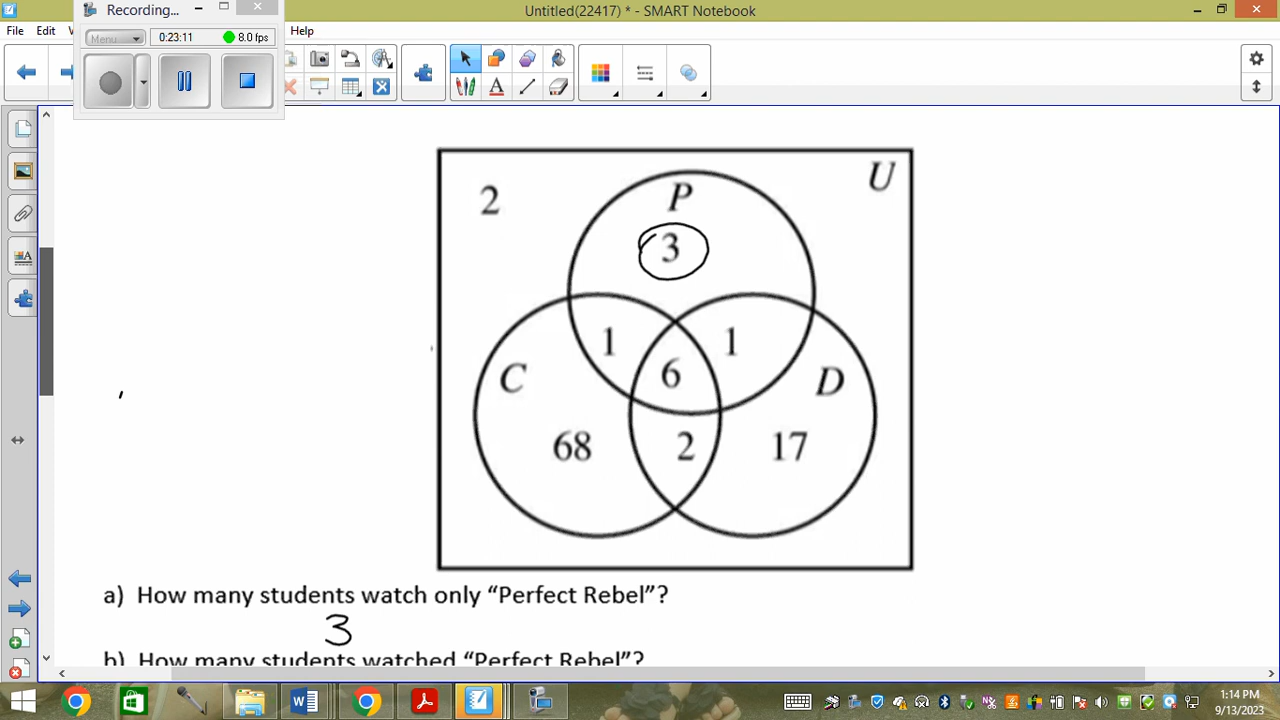 Untitled(22417) * - SMART Notebook
Recording...
File Edit Help
Menu 0:23:11 8.0 fps
2
P
U
3
1
1
6
C
D
68
2
17
a) How many students watch only “Perfect Rebel”?
3
b) How many students watched “Perfect Rebel”?
1:14 PM
9/13/2023